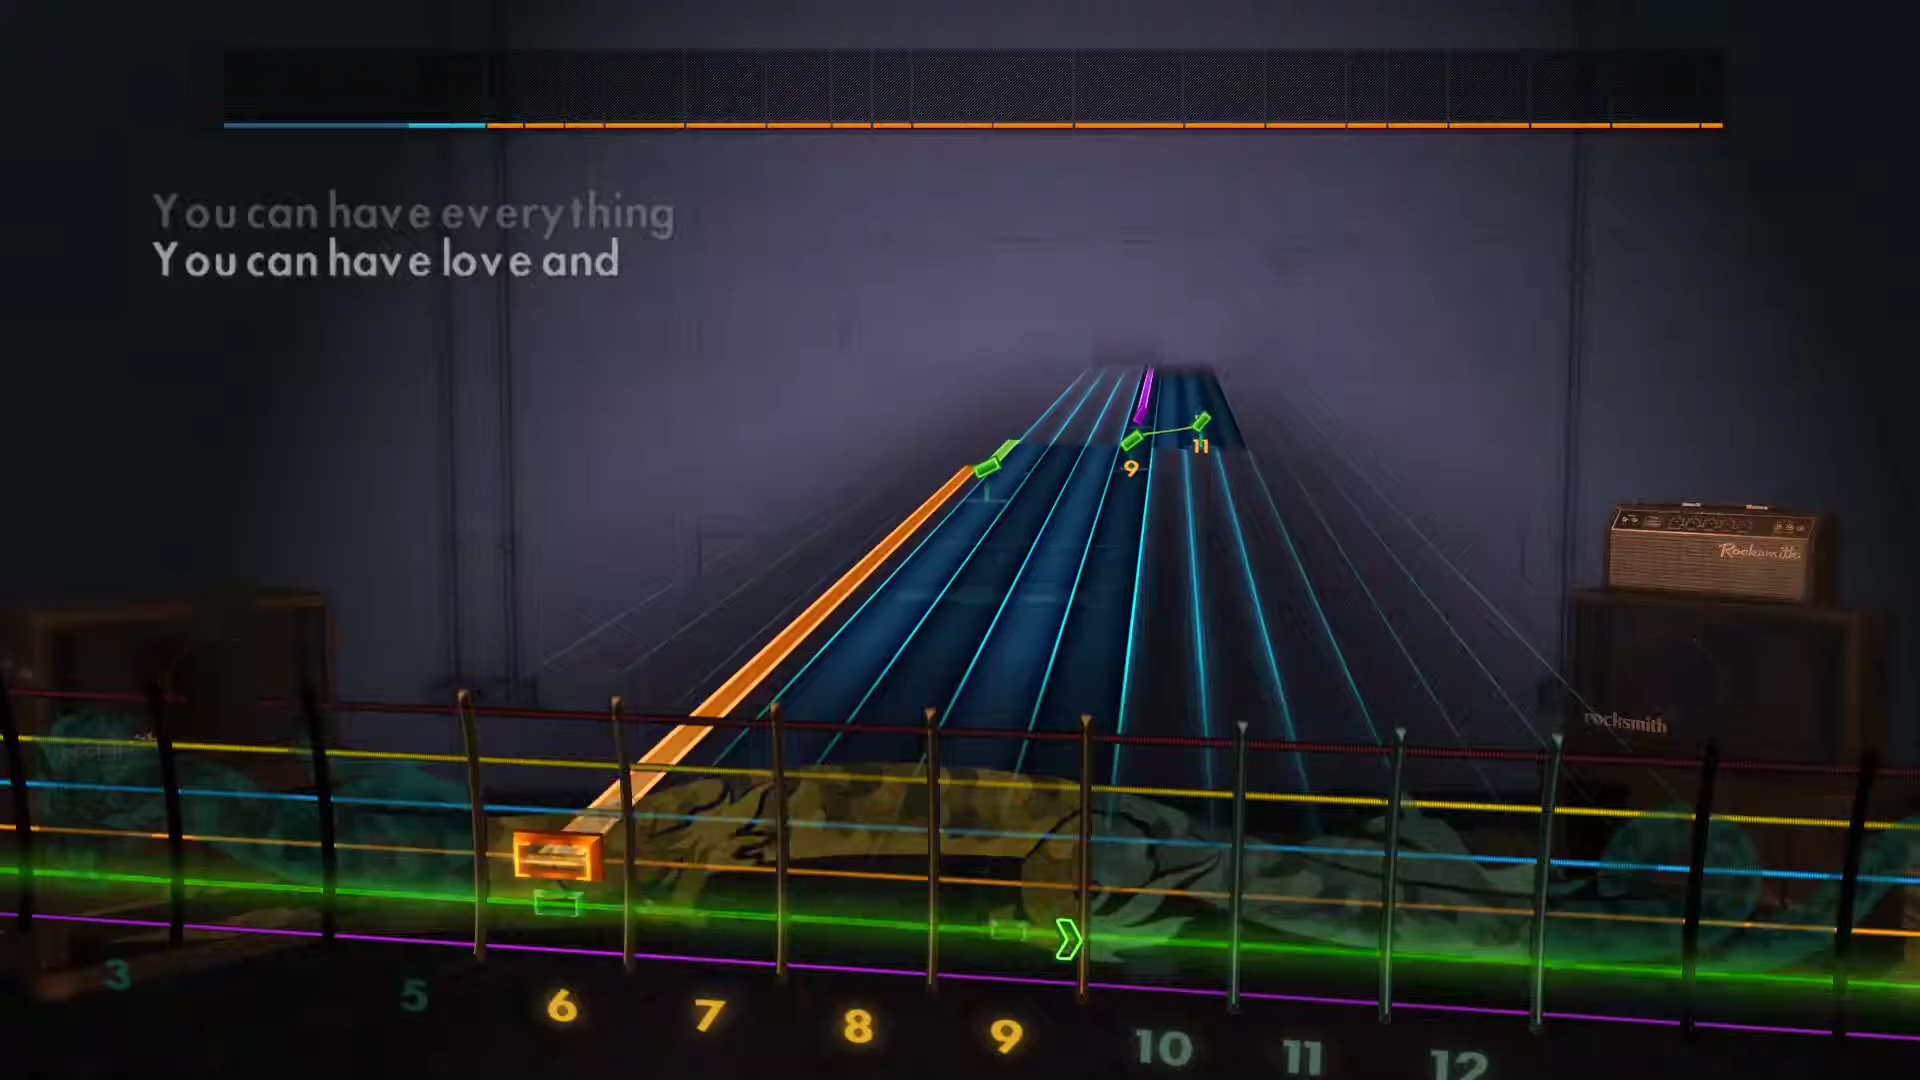 You can have everything
You can have love and
9
11
Rocksmith
rocksmith
3 5 6 7 8 9 10 11 12